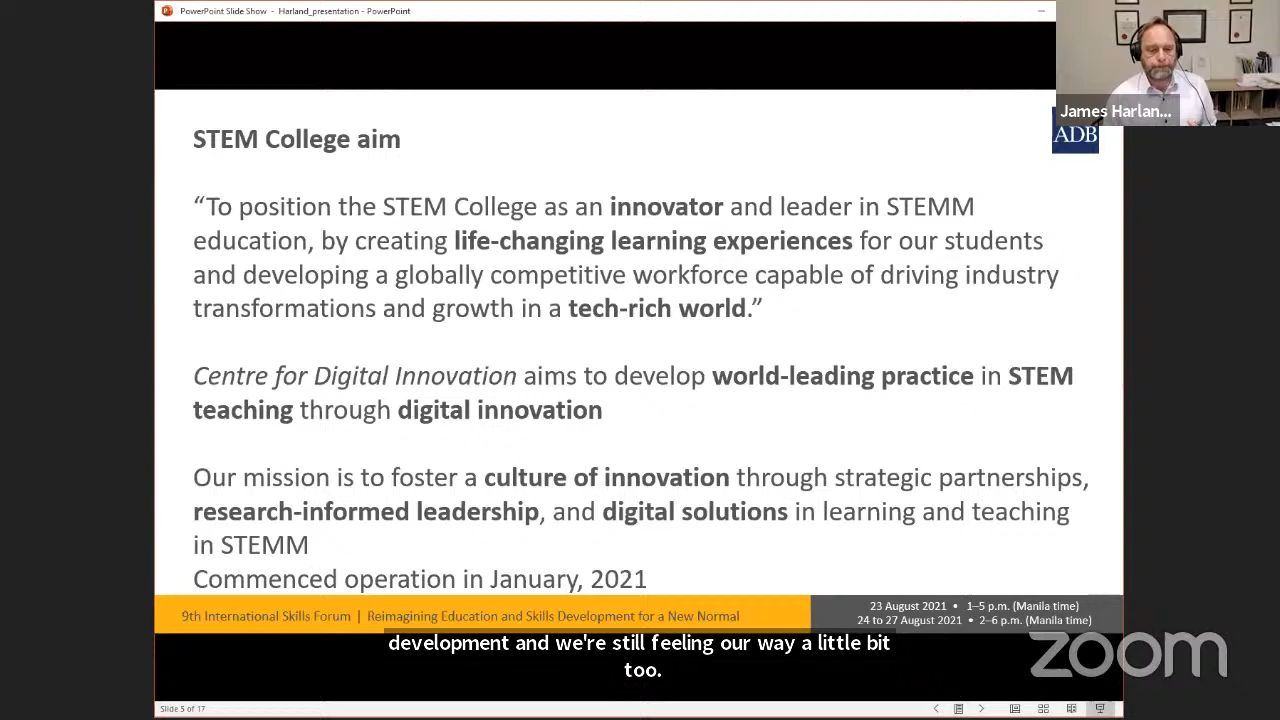 PowerPoint Slide Show - Harland_presentation - PowerPoint
James Harlan...
ADB
STEM College aim
“To position the STEM College as an innovator and leader in STEMM
education, by creating life-changing learning experiences for our students
and developing a globally competitive workforce capable of driving industry
transformations and growth in a tech-rich world.”
Centre for Digital Innovation aims to develop world-leading practice in STEM
teaching through digital innovation
Our mission is to foster a culture of innovation through strategic partnerships,
research-informed leadership, and digital solutions in learning and teaching
in STEMM
Commenced operation in January, 2021
9th International Skills Forum | Reimagining Education and Skills Development for a New Normal
23 August 2021 • 1–5 p.m. (Manila time)
24 to 27 August 2021 • 2–6 p.m. (Manila time)
development and we're still feeling our way a little bit
too.
zoom
Slide 5 of 17